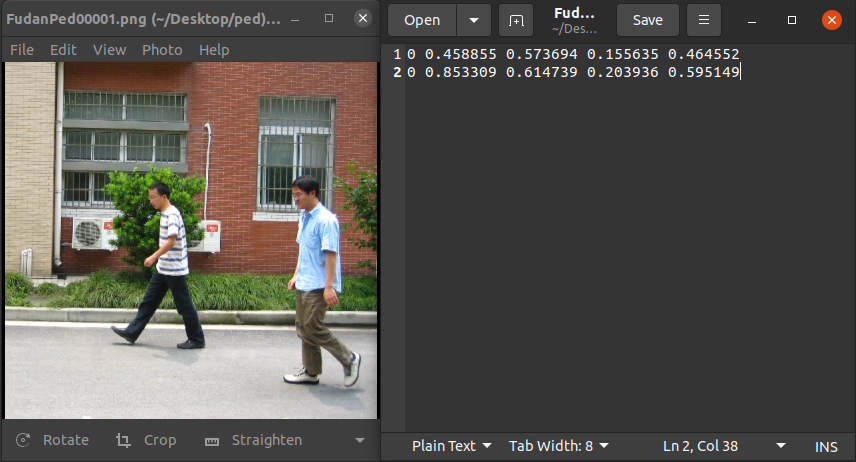 FudanPed00001.png (~/Desktop/ped)...
File Edit View Photo Help
Rotate Crop Straighten
Open Fud... Save
~/Des...
1 0 0.458855 0.573694 0.155635 0.464552
2 0 0.853309 0.614739 0.203936 0.595149
Plain Text Tab Width: 8 Ln 2, Col 38 INS